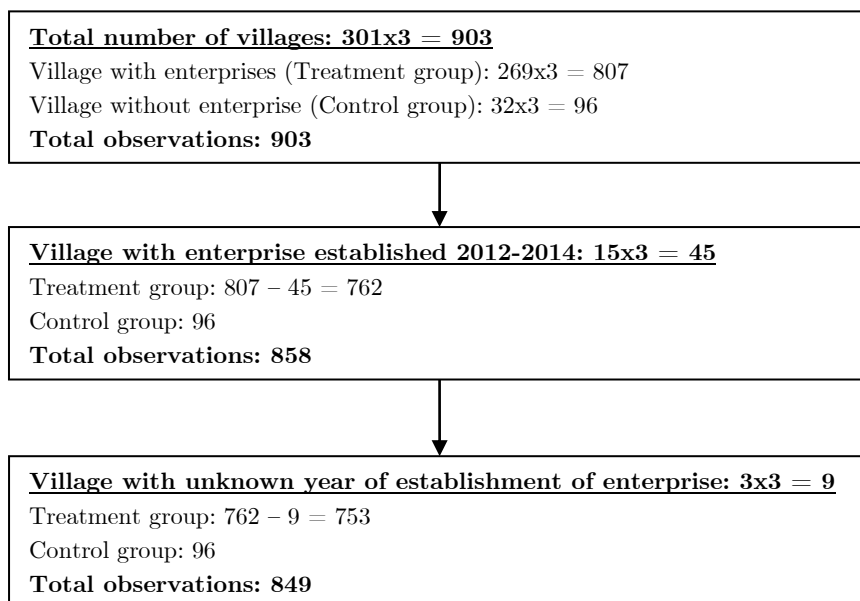 Total number of villages: 301x3 = 903
Village with enterprises (Treatment group): 269x3 = 807
Village without enterprise (Control group): 32x3 = 96
Total observations: 903
Village with enterprise established 2012-2014: 15x3 = 45
Treatment group: 807 – 45 = 762
Control group: 96
Total observations: 858
Village with unknown year of establishment of enterprise: 3x3 = 9
Treatment group: 762 – 9 = 753
Control group: 96
Total observations: 849